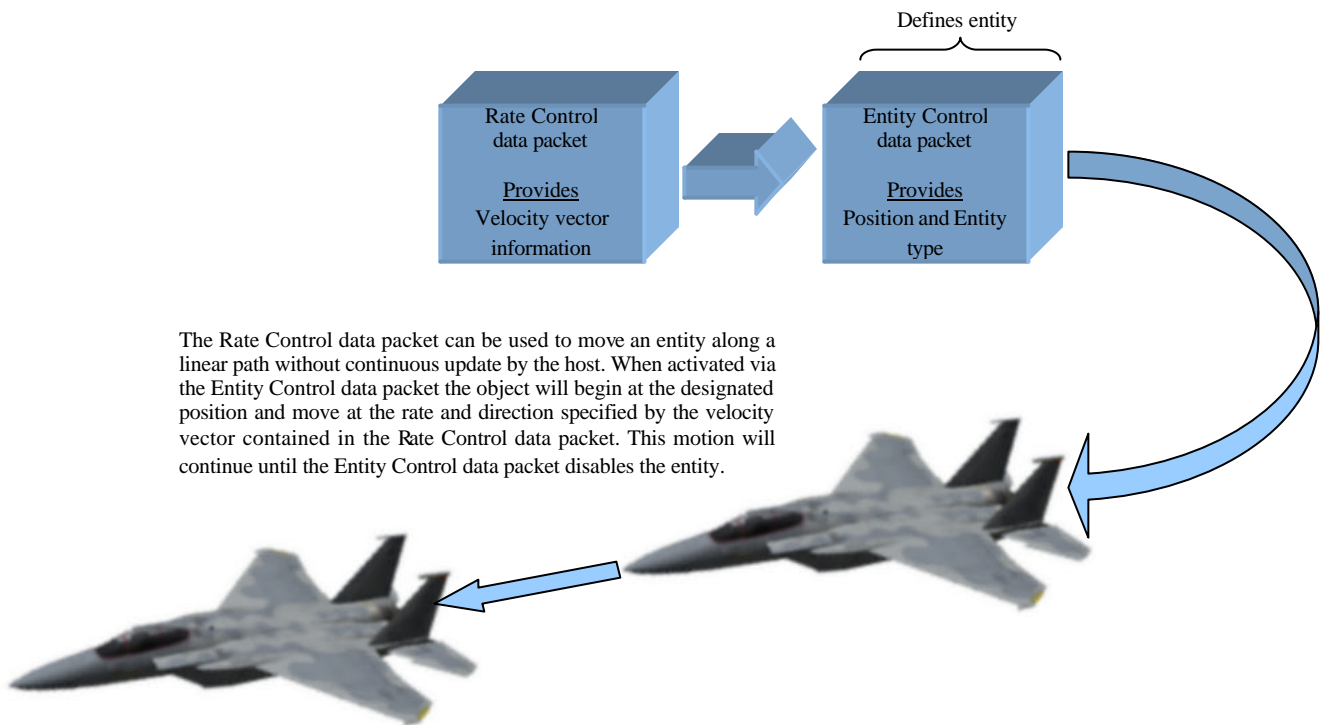 Defines entity
Rate Control
data packet
Provides
Velocity vector
information
Entity Control
data packet
Provides
Position and Entity
type
The Rate Control data packet can be used to move an entity along a
linear path without continuous update by the host. When activated via
the Entity Control data packet the object will begin at the designated
position and move at the rate and direction specified by the velocity
vector contained in the Rate Control data packet. This motion will
continue until the Entity Control data packet disables the entity.